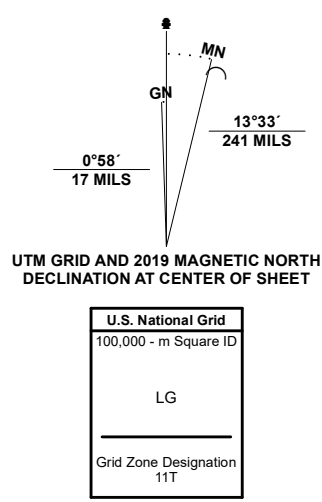 MN
GN
13°33´
241 MILS
0°58´
17 MILS
UTM GRID AND 2019 MAGNETIC NORTH
DECLINATION AT CENTER OF SHEET
U.S. National Grid
100,000 - m Square ID
LG
Grid Zone Designation
11T